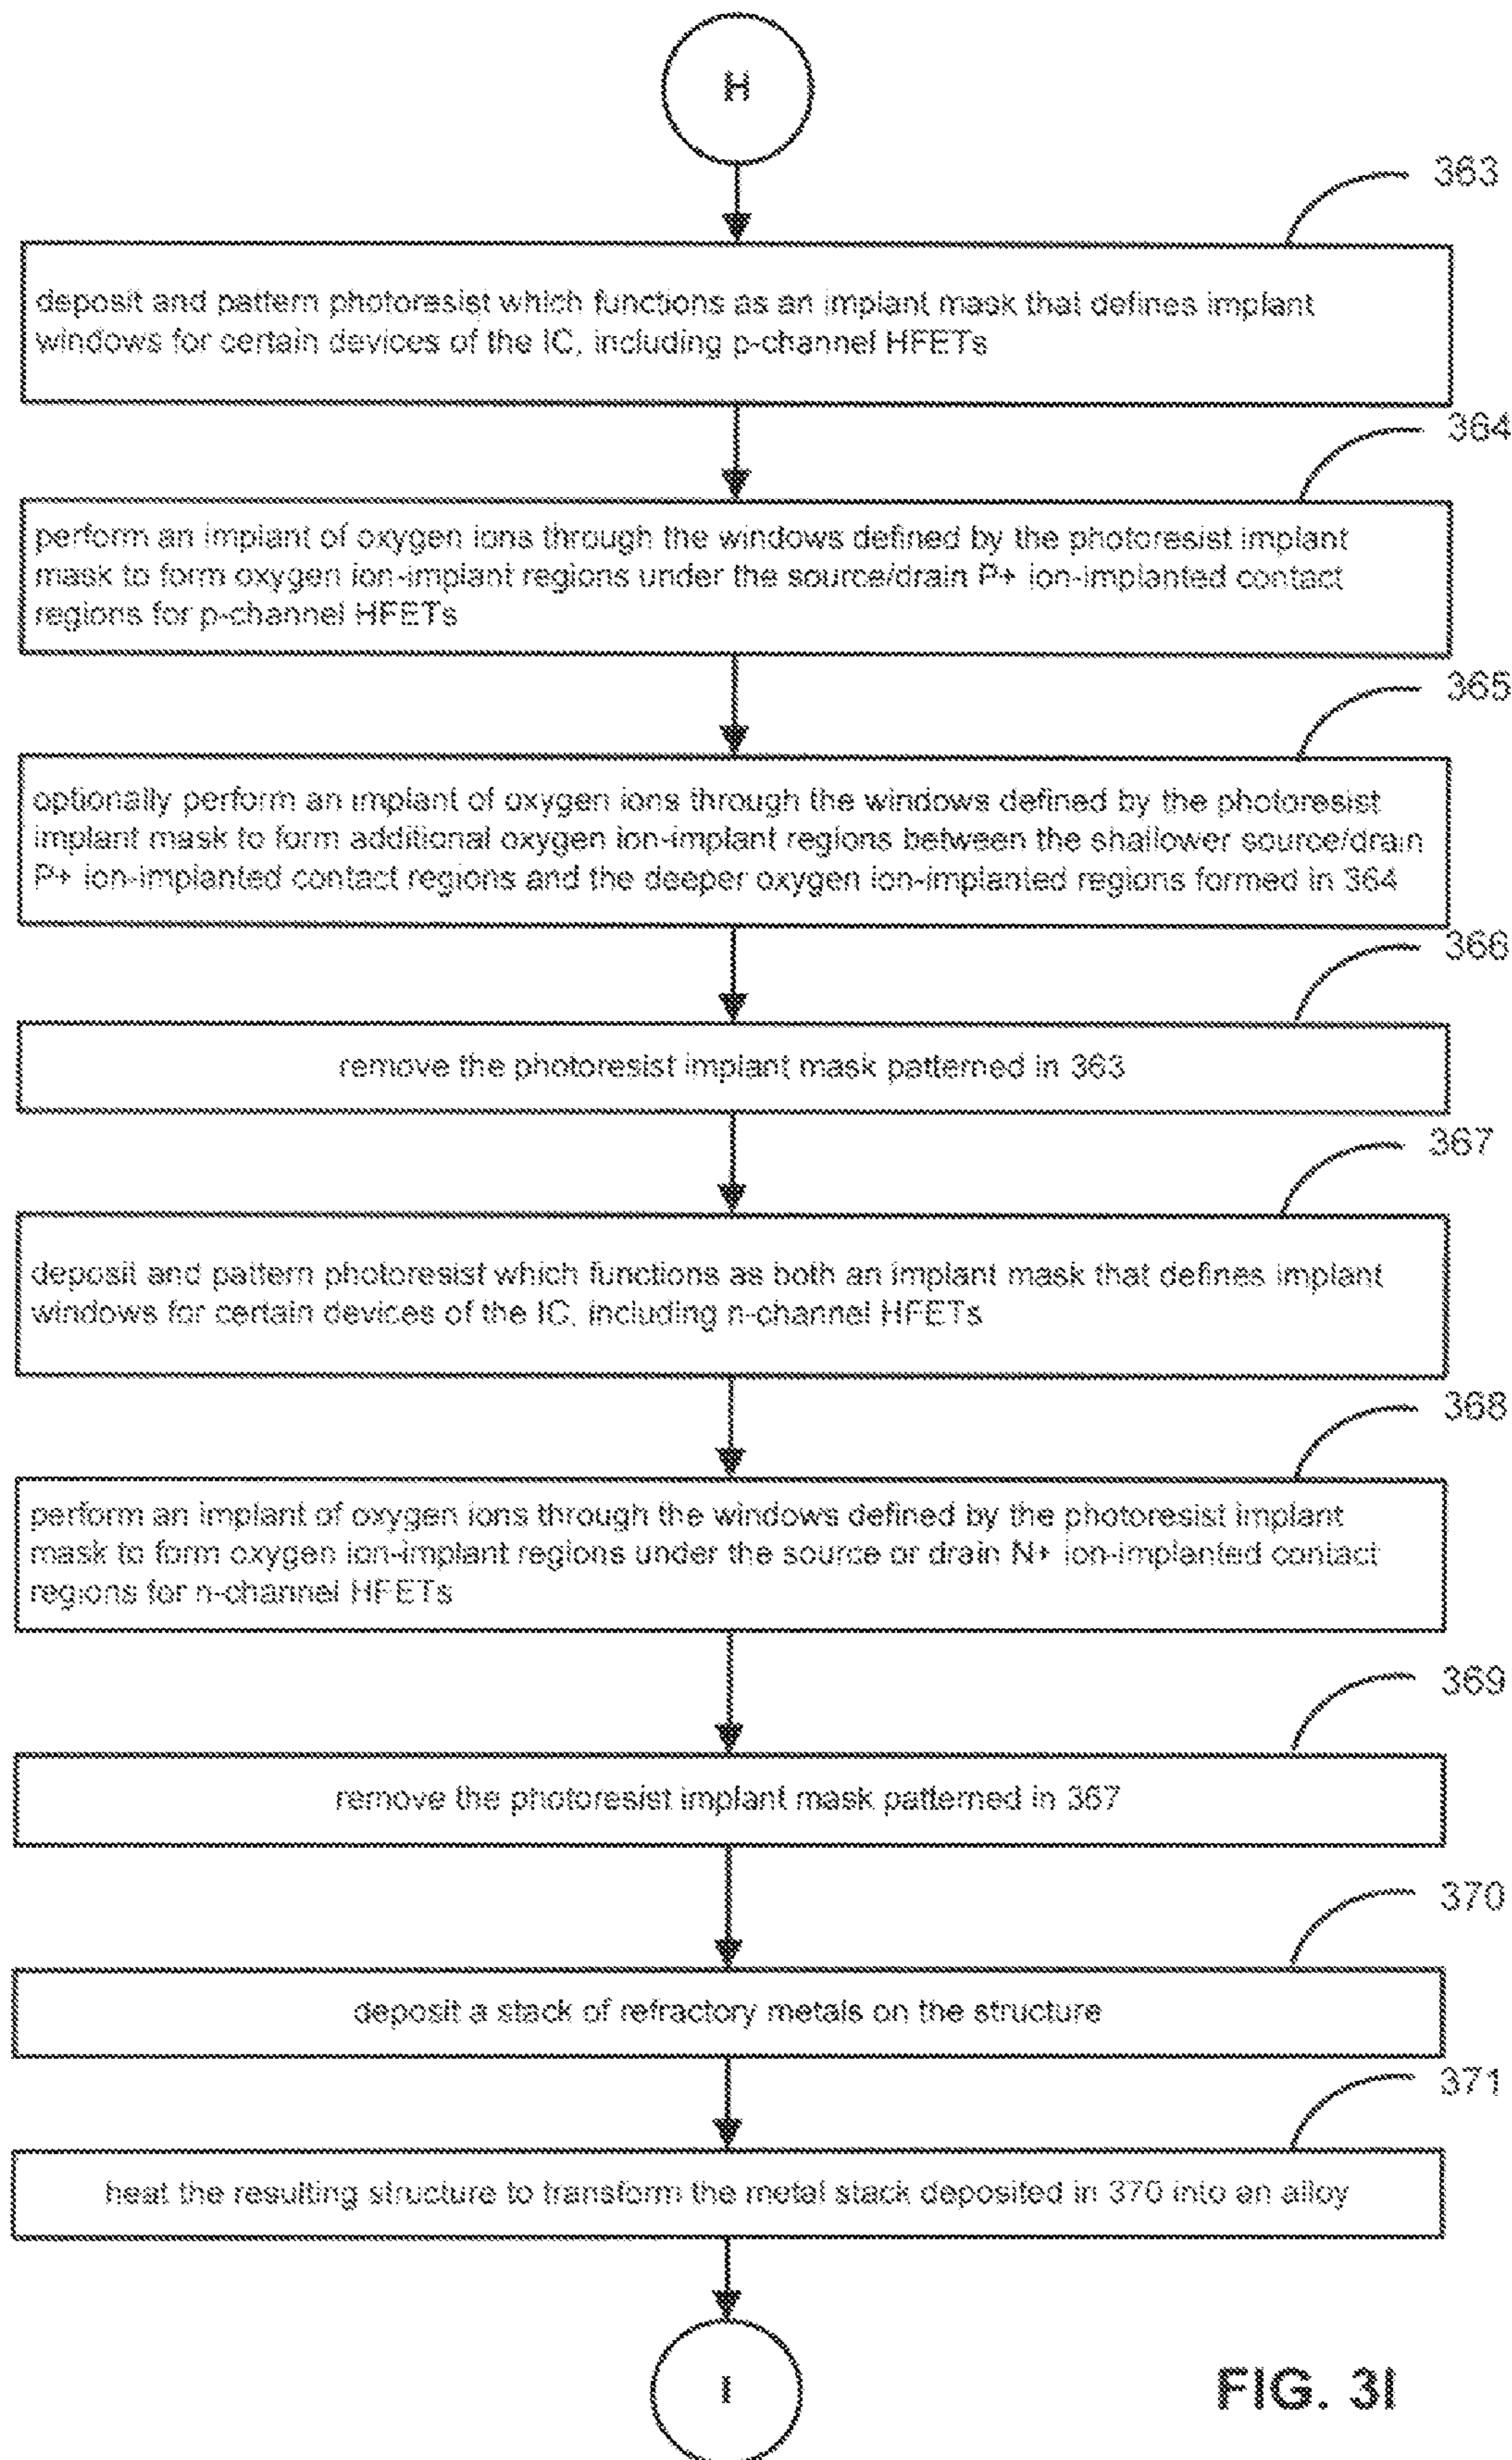 H
363
deposit and pattern photoresist which functions as an implant mask that defines implant
windows for certain devices of the IC, including p-channel HFETs
364
perform an implant of oxygen ions through the windows defined by the photoresist implant
mask to form oxygen ion-implant regions under the source/drain P+ ion-implanted contact
regions for p-channel HFETs
365
optionally perform an implant of oxygen ions through the windows defined by the photoresist
implant mask to form additional oxygen ion-implant regions between the shallower source/drain
P+ ion-implanted contact regions and the deeper oxygen ion-implanted regions formed in 364
366
remove the photoresist implant mask patterned in 363
367
deposit and pattern photoresist which functions as both an implant mask that defines implant
windows for certain devices of the IC, including n-channel HFETs
368
perform an implant of oxygen ions through the windows defined by the photoresist implant
mask to form oxygen ion-implant regions under the source or drain N+ ion-implanted contact
regions for n-channel HFETs
369
remove the photoresist implant mask patterned in 367
370
deposit a stack of refractory metals on the structure
371
heat the resulting structure to transform the metal stack deposited in 370 into an alloy
I
FIG. 3I